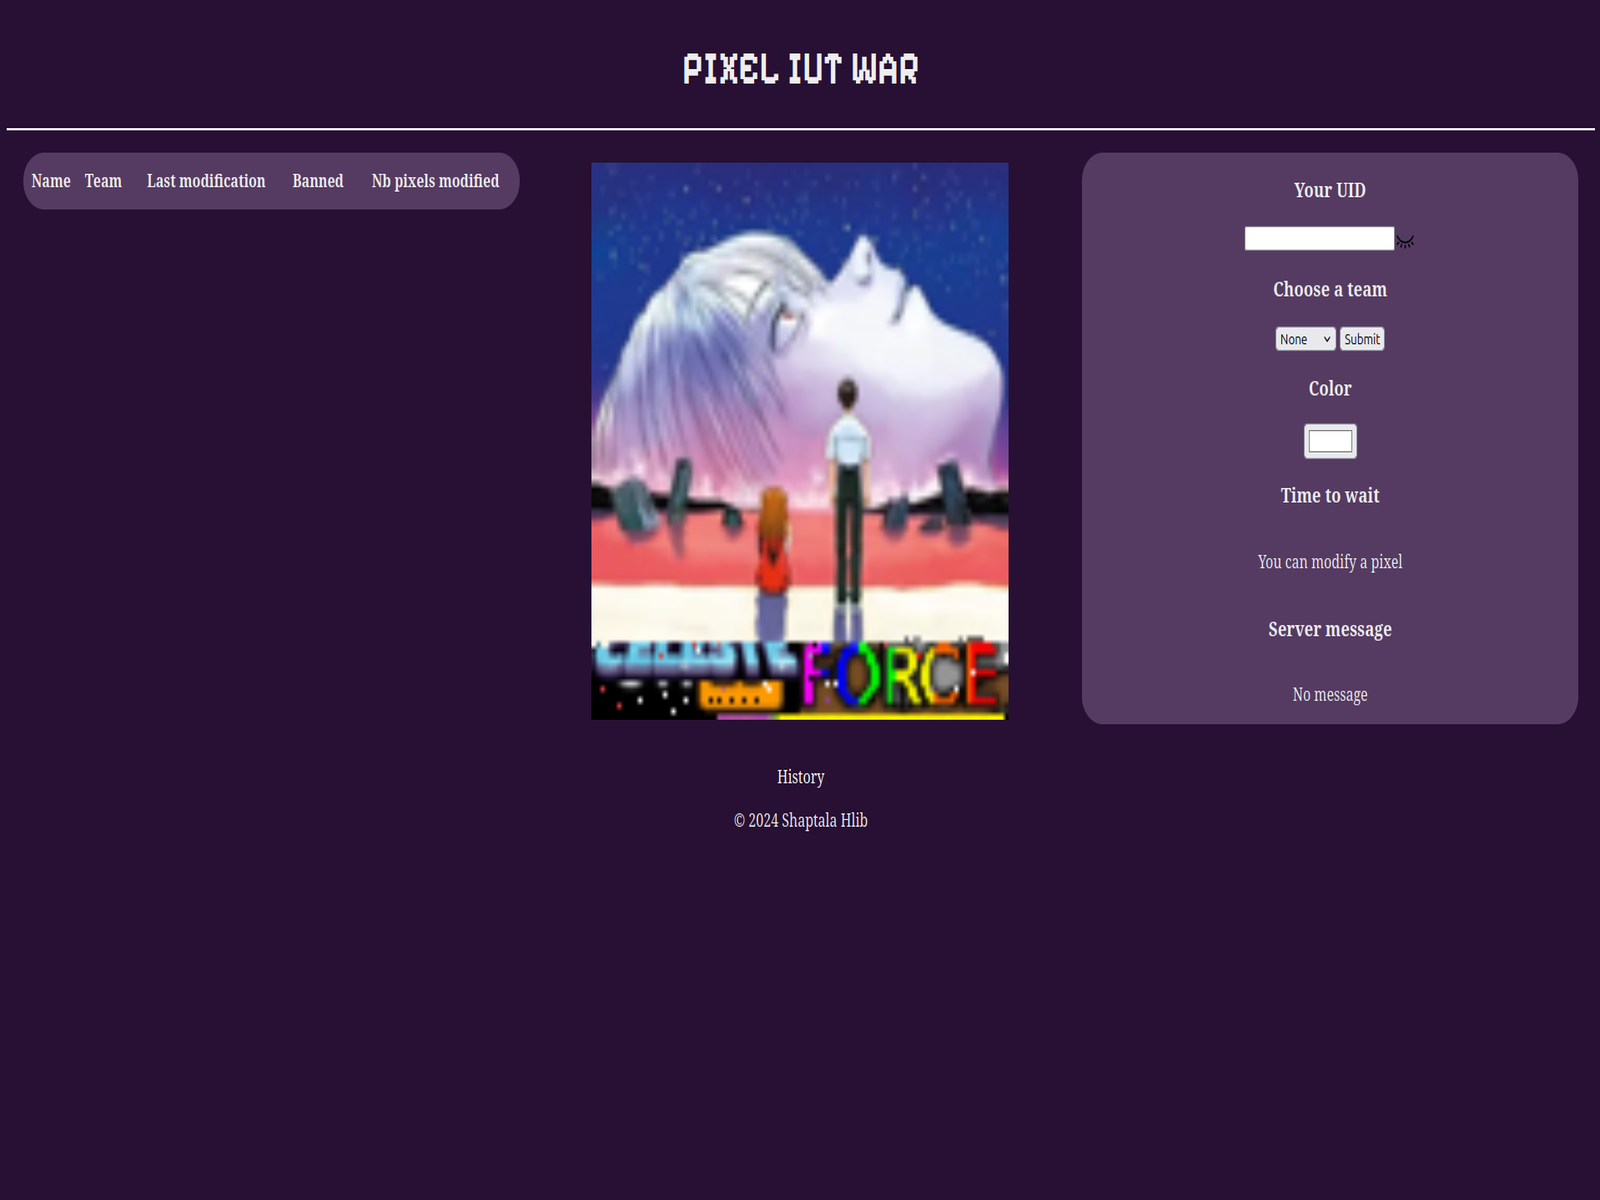 PIXEL IUT WAR
Name Team Last modification Banned Nb pixels modified
CELESTE FORCE
Your UID
Choose a team
None Submit
Color
Time to wait
You can modify a pixel
Server message
No message
History
© 2024 Shaptala Hlib